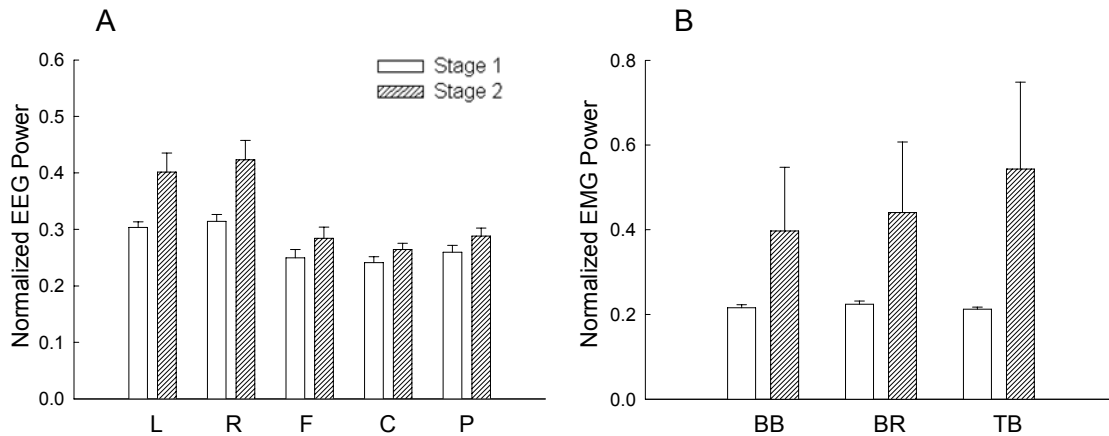 A
Normalized EEG Power
0.6
0.5
0.4
0.3
0.2
0.1
0.0
Stage 1
Stage 2
L R F C P
B
Normalized EMG Power
0.8
0.6
0.4
0.2
0.0
BB BR TB